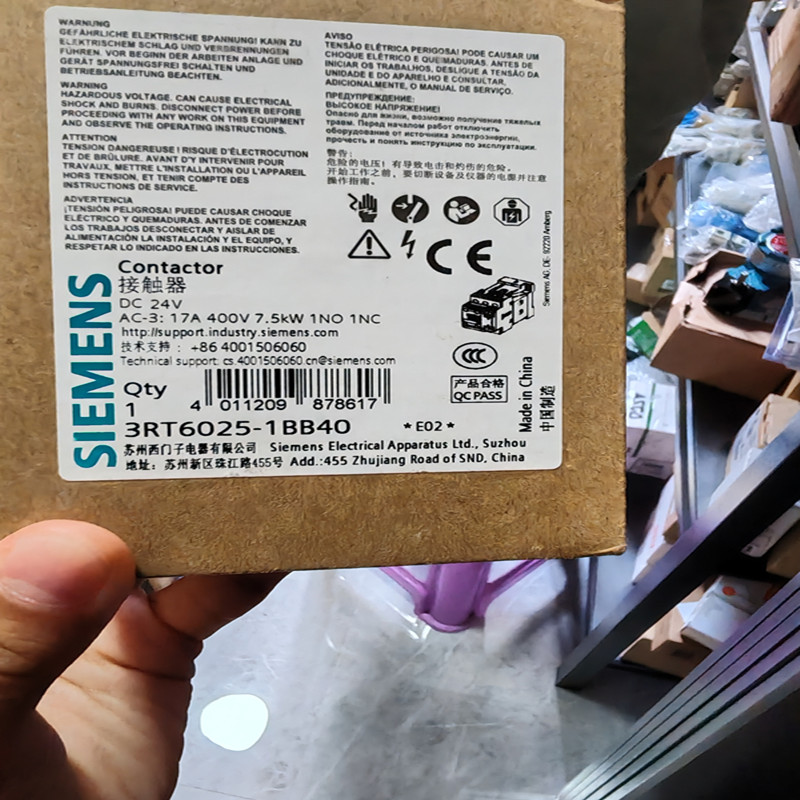 WARNUNG
GEFÄHRLICHE ELEKTRISCHE SPANNUNG! KANN ZU
ELEKTRISCHEM SCHLAG UND VERBRENNUNGEN
FÜHREN. VOR BEGINN DER ARBEITEN ANLAGE UND
GERÄT SPANNUNGSFREI SCHALTEN UND
BETRIEBSANLEITUNG BEACHTEN.
WARNING
HAZARDOUS VOLTAGE. CAN CAUSE ELECTRICAL
SHOCK AND BURNS. DISCONNECT POWER BEFORE
PROCEEDING WITH ANY WORK ON THIS EQUIPMENT
AND OBSERVE THE OPERATING INSTRUCTIONS.
ATTENTION
TENSION DANGEREUSE! RISQUE D'ÉLECTROCUTION
ET DE BRÛLURE. AVANT D'Y INTERVENIR POUR
TRAVAUX, METTRE L'INSTALLATION OU L'APPAREIL
HORS TENSION, ET TENIR COMPTE DES
INSTRUCTIONS DE SERVICE.
ADVERTENCIA
¡TENSIÓN PELIGROSA! PUEDE CAUSAR CHOQUE
ELÉCTRICO Y QUEMADURAS. ANTES DE COMENZAR
LOS TRABAJOS DESCONECTAR Y AISLAR DE
ALIMENTACIÓN LA INSTALACIÓN Y EL EQUIPO, Y
RESPETAR LO INDICADO EN LAS INSTRUCCIONES.
AVISO
TENSÃO ELÉTRICA PERIGOSA! PODE CAUSAR UM
CHOQUE ELÉTRICO E QUEIMADURAS. ANTES DE
INICIAR OS TRABALHOS, DESLIGUE A TENSÃO DA
UNIDADE E DO APARELHO E CONSULTAR,
ADICIONALMENTE, O MANUAL DE SERVIÇO.
ПРЕДУПРЕЖДЕНИЕ:
ВЫСОКОЕ НАПРЯЖЕНИЕ!
Опасно для жизни, возможно получение тяжелых
травм. Перед началом работ отключить
оборудование от источника электроэнергии,
прочесть и понять инструкцию по эксплуатации.
警告:
危险的电压! 有导致电击和灼伤的危险。
开始工作之前, 要切断设备及仪器的电源并注意
操作指南。
CE
Siemens AG, DE- 92220 Amberg
SIEMENS
Contactor
接触器
DC 24V
AC-3: 17A 400V 7.5kW 1NO 1NC
http://support.industry.siemens.com
技术支持 : +86 4001506060
Technical support: cs.4001506060.cn@siemens.com
CCC
产品合格
QC PASS
Made in China
中国制造
Qty
1
4 011209 878617
3RT6025-1BB40 *E02*
苏州西门子电器有限公司 Siemens Electrical Apparatus Ltd., Suzhou
地址: 苏州新区珠江路455号 Add.:455 Zhujiang Road of SND, China